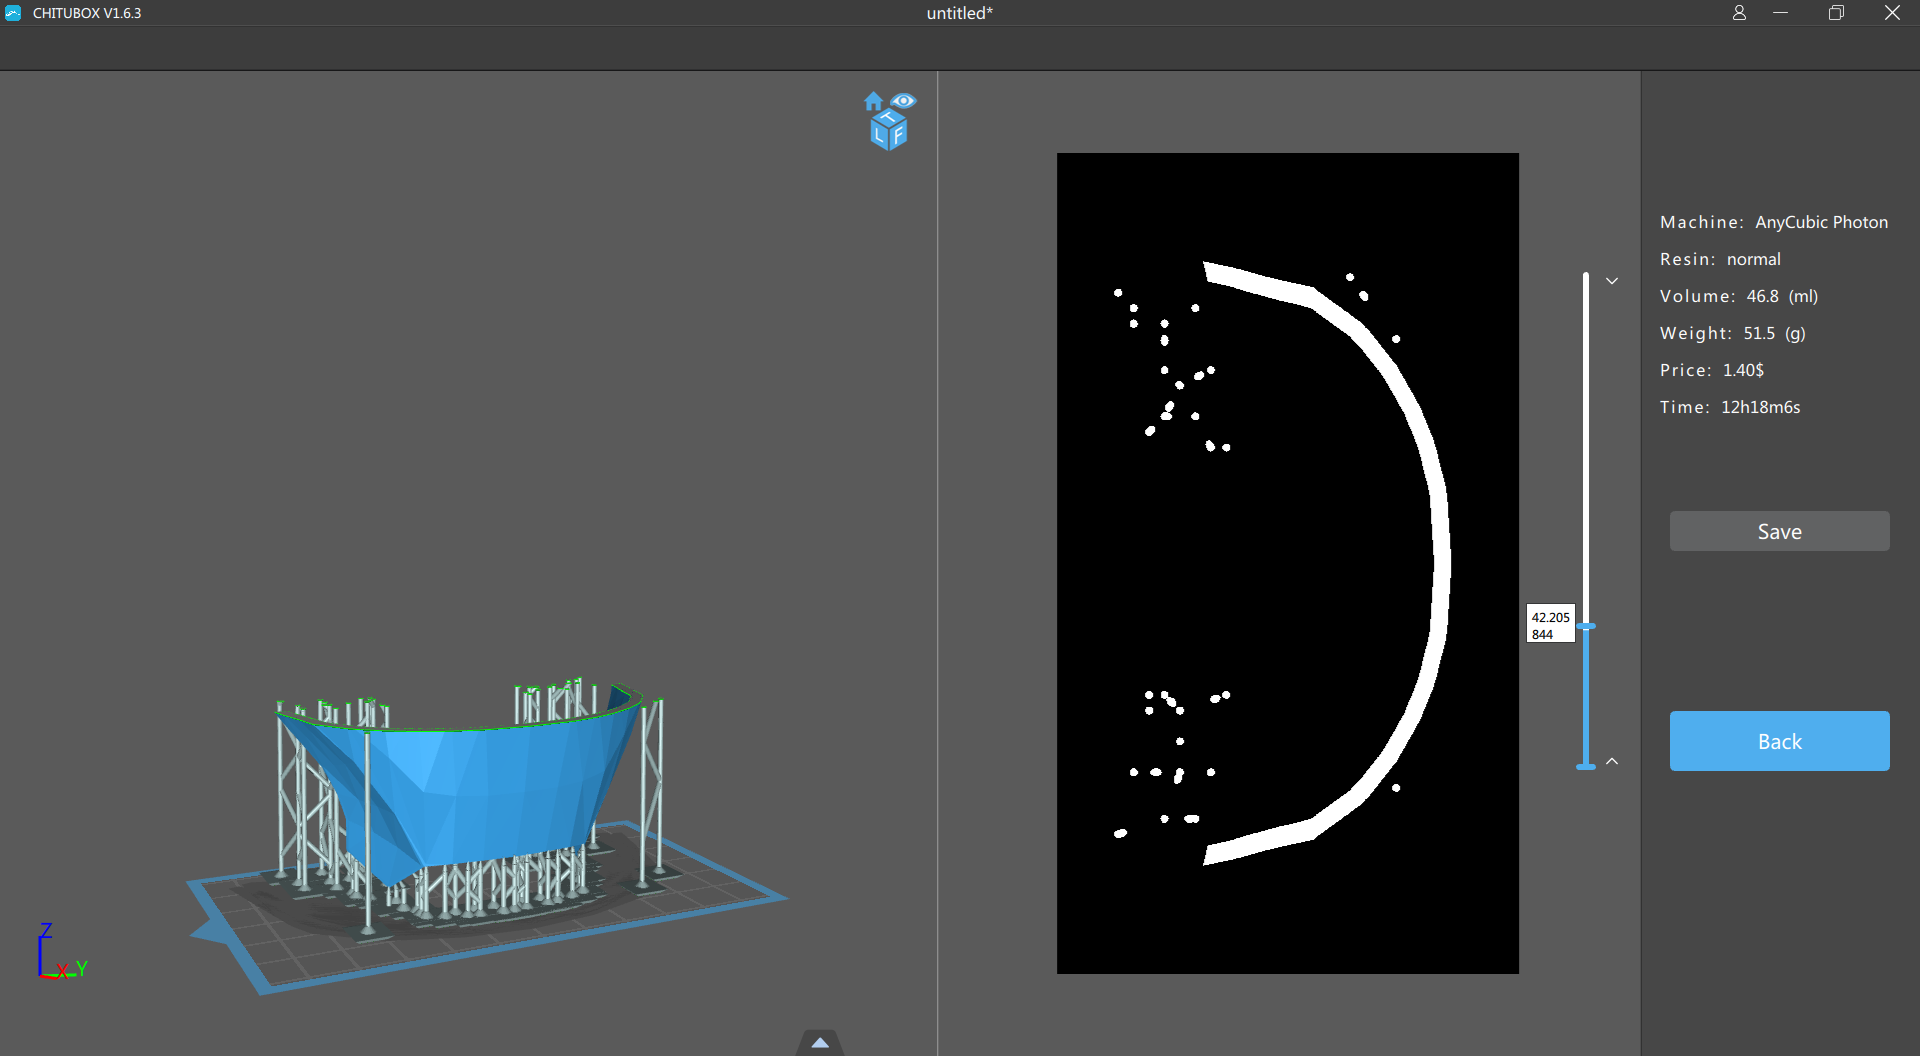 CHITUBOX V1.6.3
untitled*
T
L F
Machine: AnyCubic Photon
Resin: normal
Volume: 46.8 (ml)
Weight: 51.5 (g)
Price: 1.40$
Time: 12h18m6s
Save
42.205
844
Back
Z
X Y